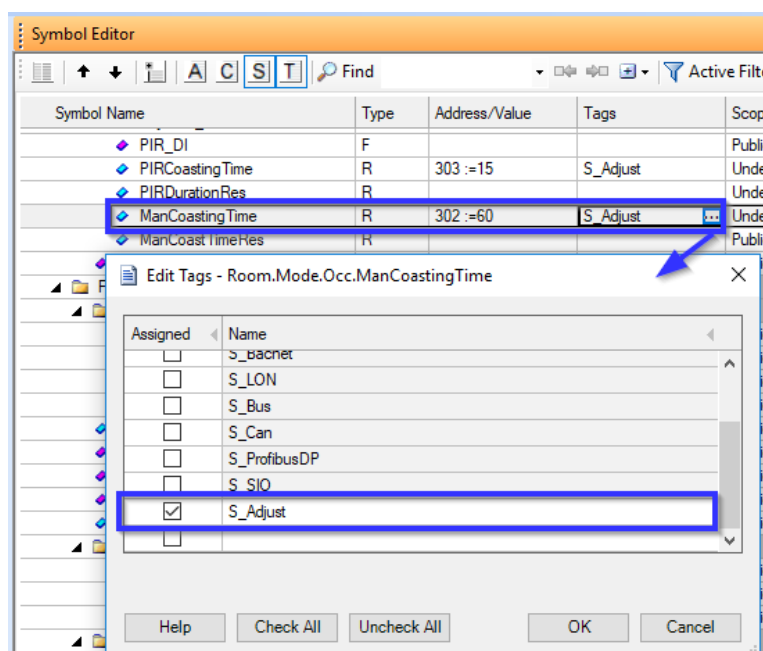 Symbol Editor
A C S T Find Active Filt
Symbol Name Type Address/Value Tags Scop
PIR_DI F Publi
PIRCoastingTime R 303 :=15 S_Adjust Unde
PIRDurationRes R Unde
ManCoastingTime R 302 :=60 S_Adjust ... Unde
ManCoastTimeRes R Publi
F
Edit Tags - Room.Mode.Occ.ManCoastingTime
Assigned Name
S_Bacnet
S_LON
S_Bus
S_Can
S_ProfibusDP
S_SIO
S_Adjust
Help Check All Uncheck All OK Cancel